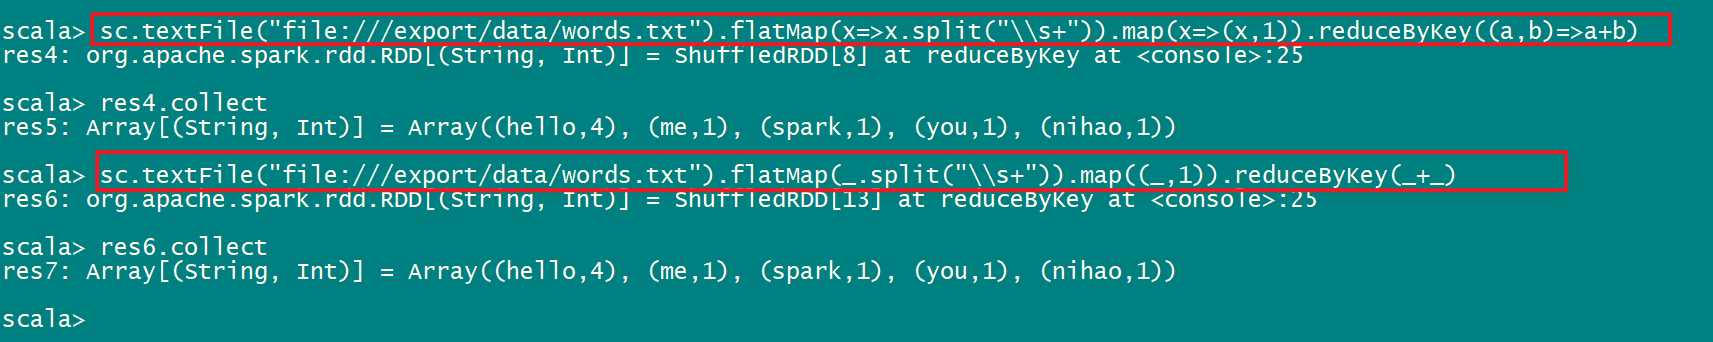 scala> sc.textFile("file:///export/data/words.txt").flatMap(x=>x.split("\\s+")).map(x=>(x,1)).reduceByKey((a,b)=>a+b)
res4: org.apache.spark.rdd.RDD[(String, Int)] = ShuffledRDD[8] at reduceByKey at <console>:25
scala> res4.collect
res5: Array[(String, Int)] = Array((hello,4), (me,1), (spark,1), (you,1), (nihao,1))
scala> sc.textFile("file:///export/data/words.txt").flatMap(_.split("\\s+")).map((_,1)).reduceByKey(_+_)
res6: org.apache.spark.rdd.RDD[(String, Int)] = ShuffledRDD[13] at reduceByKey at <console>:25
scala> res6.collect
res7: Array[(String, Int)] = Array((hello,4), (me,1), (spark,1), (you,1), (nihao,1))
scala>